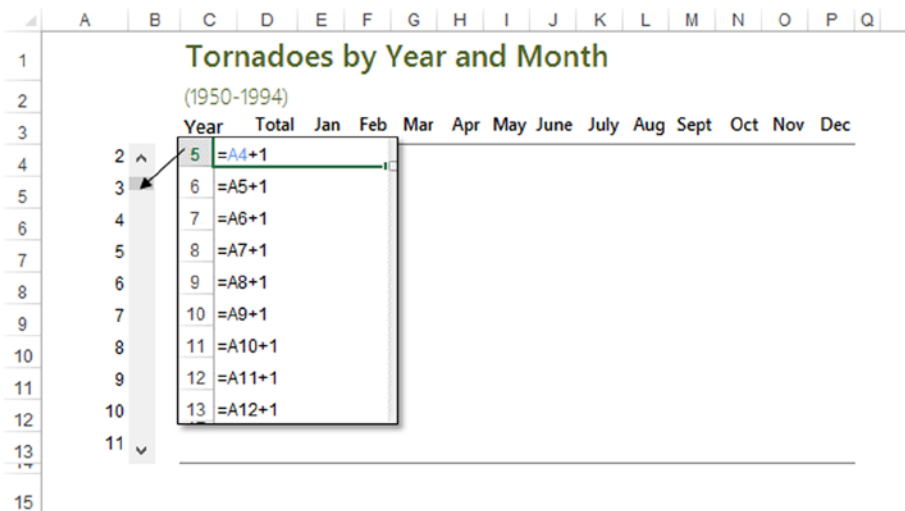 A B C D E F G H I J K L M N O P Q
1 Tornadoes by Year and Month
2 (1950-1994)
3 Year Total Jan Feb Mar Apr May June July Aug Sept Oct Nov Dec
4 2 5 =A4+1
5 3 6 =A5+1
6 4 7 =A6+1
7 5 8 =A7+1
8 6 9 =A8+1
9 7 10 =A9+1
10 8 11 =A10+1
11 9 12 =A11+1
12 10 13 =A12+1
13 11
15